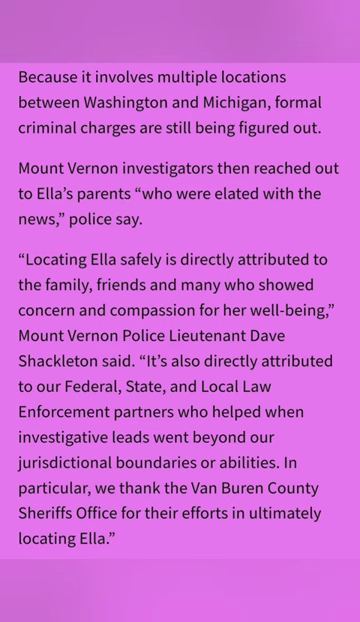 Because it involves multiple locations
between Washington and Michigan, formal
criminal charges are still being figured out.
Mount Vernon investigators then reached out
to Ella’s parents “who were elated with the
news,” police say.
“Locating Ella safely is directly attributed to
the family, friends and many who showed
concern and compassion for her well-being,”
Mount Vernon Police Lieutenant Dave
Shackleton said. “It’s also directly attributed
to our Federal, State, and Local Law
Enforcement partners who helped when
investigative leads went beyond our
jurisdictional boundaries or abilities. In
particular, we thank the Van Buren County
Sheriffs Office for their efforts in ultimately
locating Ella.”